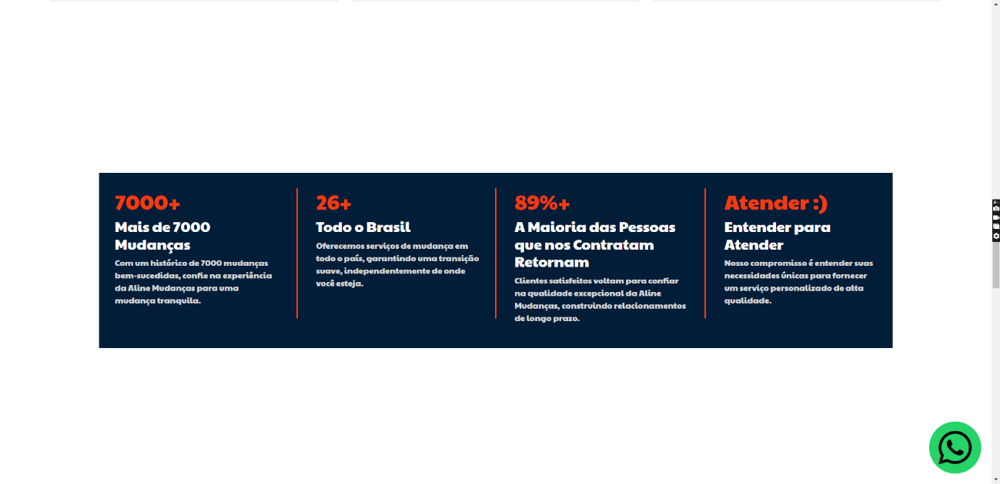 7000+
Mais de 7000
Mudanças
Com um histórico de 7000 mudanças
bem-sucedidas, confie na experiência
da Aline Mudanças para uma
mudança tranquila.
26+
Todo o Brasil
Oferecemos serviços de mudança em
todo o país, garantindo uma transição
suave, independentemente de onde
você esteja.
89%+
A Maioria das Pessoas
que nos Contratam
Retornam
Clientes satisfeitos voltam para confiar
na qualidade excepcional da Aline
Mudanças, construindo relacionamentos
de longo prazo.
Atender :)
Entender para
Atender
Nosso compromisso é entender suas
necessidades únicas para fornecer
um serviço personalizado de alta
qualidade.